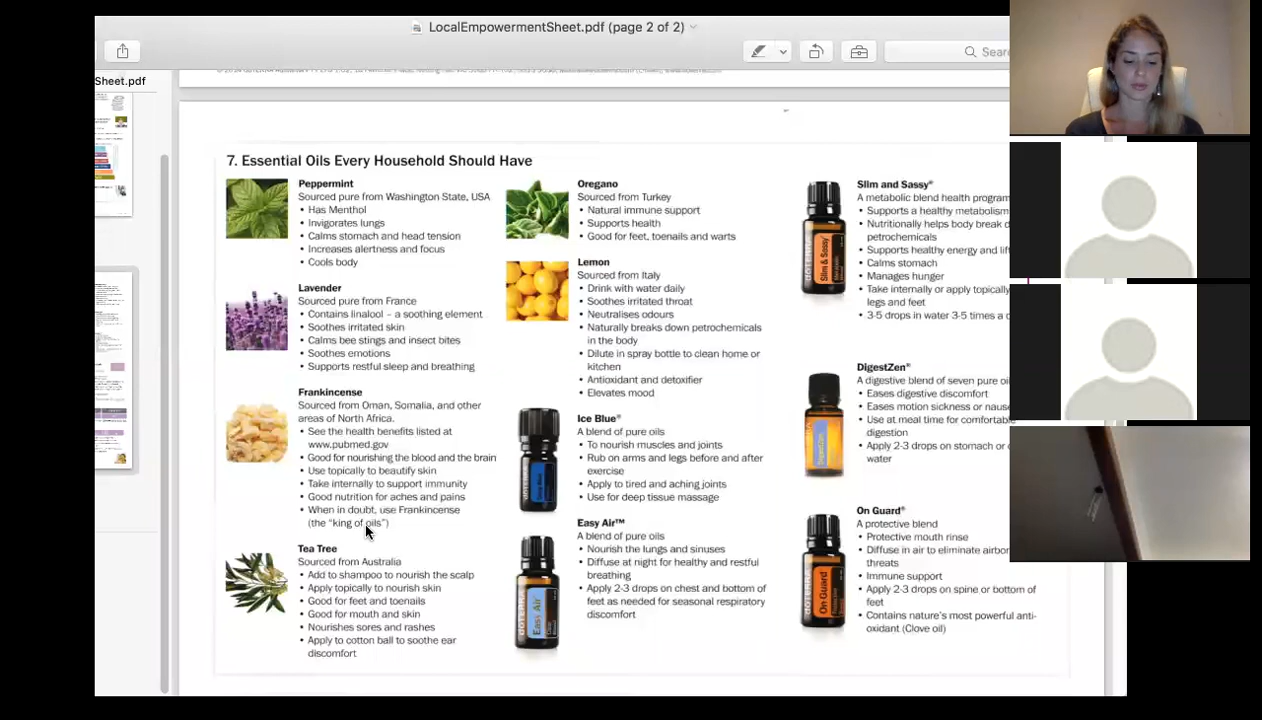 LocalEmpowermentSheet.pdf (page 2 of 2)
Sheet.pdf
7. Essential Oils Every Household Should Have
Peppermint
Sourced pure from Washington State, USA
• Has Menthol
• Invigorates lungs
• Calms stomach and head tension
• Increases alertness and focus
• Cools body
Lavender
Sourced pure from France
• Contains linalool – a soothing element
• Soothes irritated skin
• Calms bee stings and insect bites
• Soothes emotions
• Supports restful sleep and breathing
Frankincense
Sourced from Oman, Somalia, and other
areas of North Africa.
• See the health benefits listed at
www.pubmed.gov
• Good for nourishing the blood and the brain
• Use topically to beautify skin
• Take internally to support immunity
• Good nutrition for aches and pains
• When in doubt, use Frankincense
(the “king of oils”)
Tea Tree
Sourced from Australia
• Add to shampoo to nourish the scalp
• Apply topically to nourish skin
• Good for feet and toenails
• Good for mouth and skin
• Nourishes sores and rashes
• Apply to cotton ball to soothe ear
discomfort
Oregano
Sourced from Turkey
• Natural immune support
• Supports health
• Good for feet, toenails and warts
Lemon
Sourced from Italy
• Drink with water daily
• Soothes irritated throat
• Neutralises odours
• Naturally breaks down petrochemicals
in the body
• Dilute in spray bottle to clean home or
kitchen
• Antioxidant and detoxifier
• Elevates mood
Ice Blue®
A blend of pure oils
• To nourish muscles and joints
• Rub on arms and legs before and after
exercise
• Apply to tired and aching joints
• Use for deep tissue massage
Easy Air™
A blend of pure oils
• Nourish the lungs and sinuses
• Diffuse at night for healthy and restful
breathing
• Apply 2-3 drops on chest and bottom of
feet as needed for seasonal respiratory
discomfort
dōTERRA
Easy Air
Slim and Sassy®
A metabolic blend health program
• Supports a healthy metabolism
• Nutritionally helps body break d
petrochemicals
• Supports healthy energy and lif
• Calms stomach
• Manages hunger
• Take internally or apply topically
legs and feet
• 3-5 drops in water 3-5 times a d
dōTERRA
Slim & Sassy
DigestZen®
A digestive blend of seven pure oi
• Eases digestive discomfort
• Eases motion sickness or nause
• Use at meal time for comfortable
digestion
• Apply 2-3 drops on stomach or
water
DigestZen
On Guard®
A protective blend
• Protective mouth rinse
• Diffuse in air to eliminate airbor
threats
• Immune support
• Apply 2-3 drops on spine or bottom of
feet
• Contains nature’s most powerful anti-
oxidant (Clove oil)
dōTERRA
On Guard